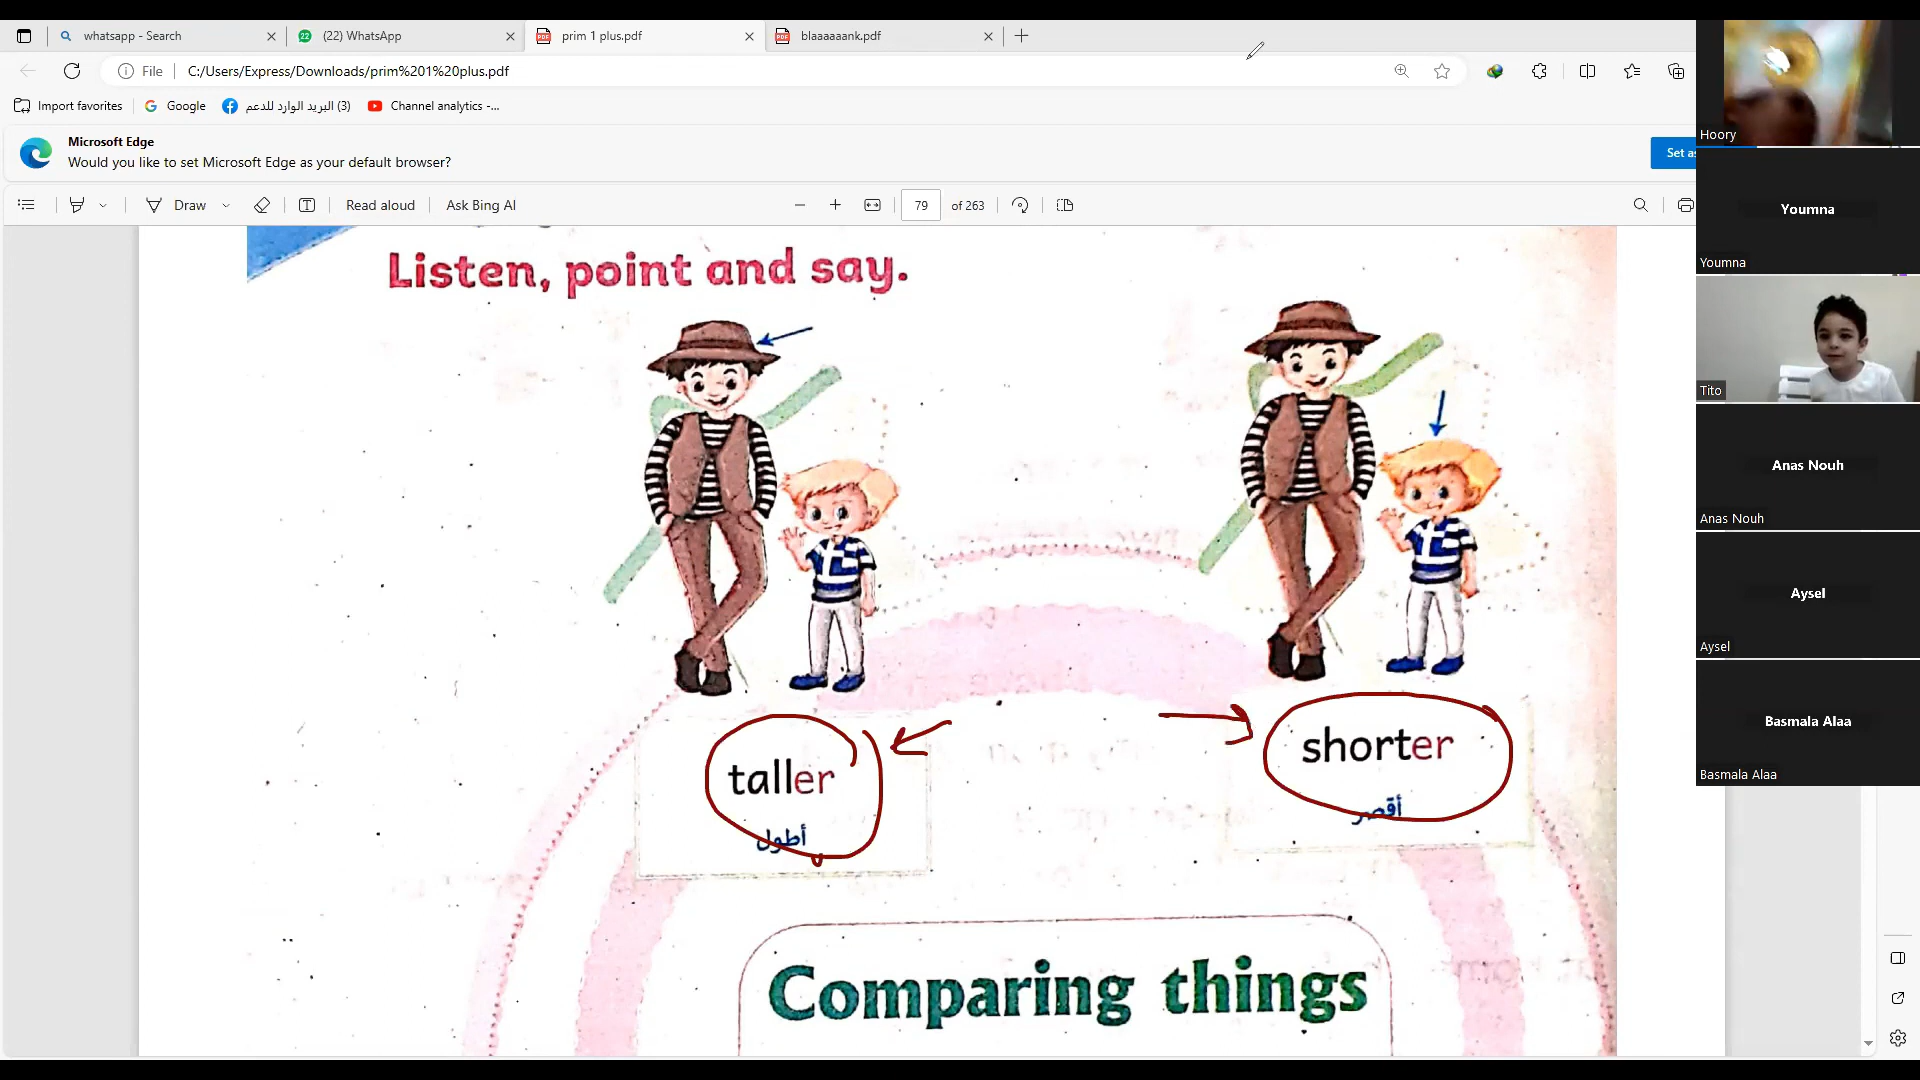 whatsapp - Search
(22) WhatsApp
prim 1 plus.pdf
blaaaaaank.pdf
File
C:/Users/Express/Downloads/prim%201%20plus.pdf
Import favorites
Google
(3) البريد الوارد للدعم
Channel analytics -...
Microsoft Edge
Would you like to set Microsoft Edge as your default browser?
Set as
Draw
Read aloud
Ask Bing AI
79
of 263
Listen, point and say.
taller
أطول
shorter
أقصر
Comparing things
Hoory
Youmna
Youmna
Tito
Anas Nouh
Anas Nouh
Aysel
Aysel
Basmala Alaa
Basmala Alaa